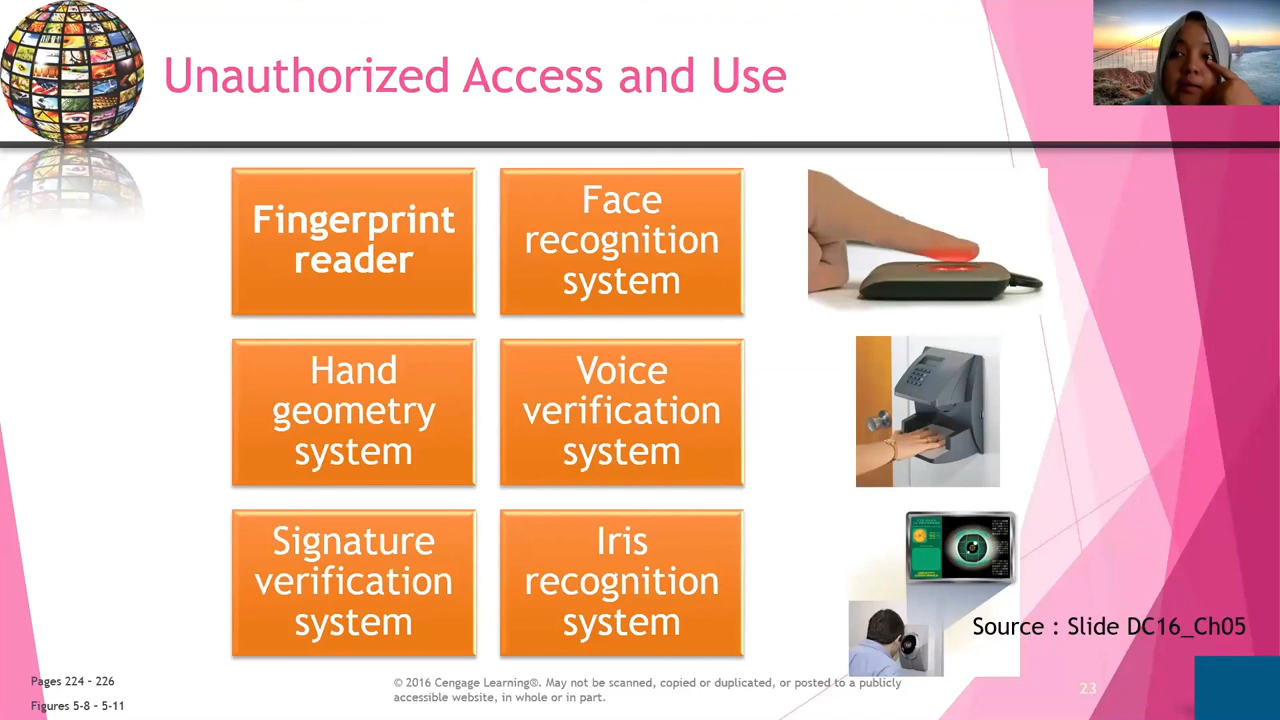 Unauthorized Access and Use
Fingerprint
reader
Face
recognition
system
Hand
geometry
system
Voice
verification
system
Signature
verification
system
Iris
recognition
system
Source : Slide DC16_Ch05
Pages 224 – 226
Figures 5-8 – 5-11
© 2016 Cengage Learning®. May not be scanned, copied or duplicated, or posted to a publicly
accessible website, in whole or in part.
23